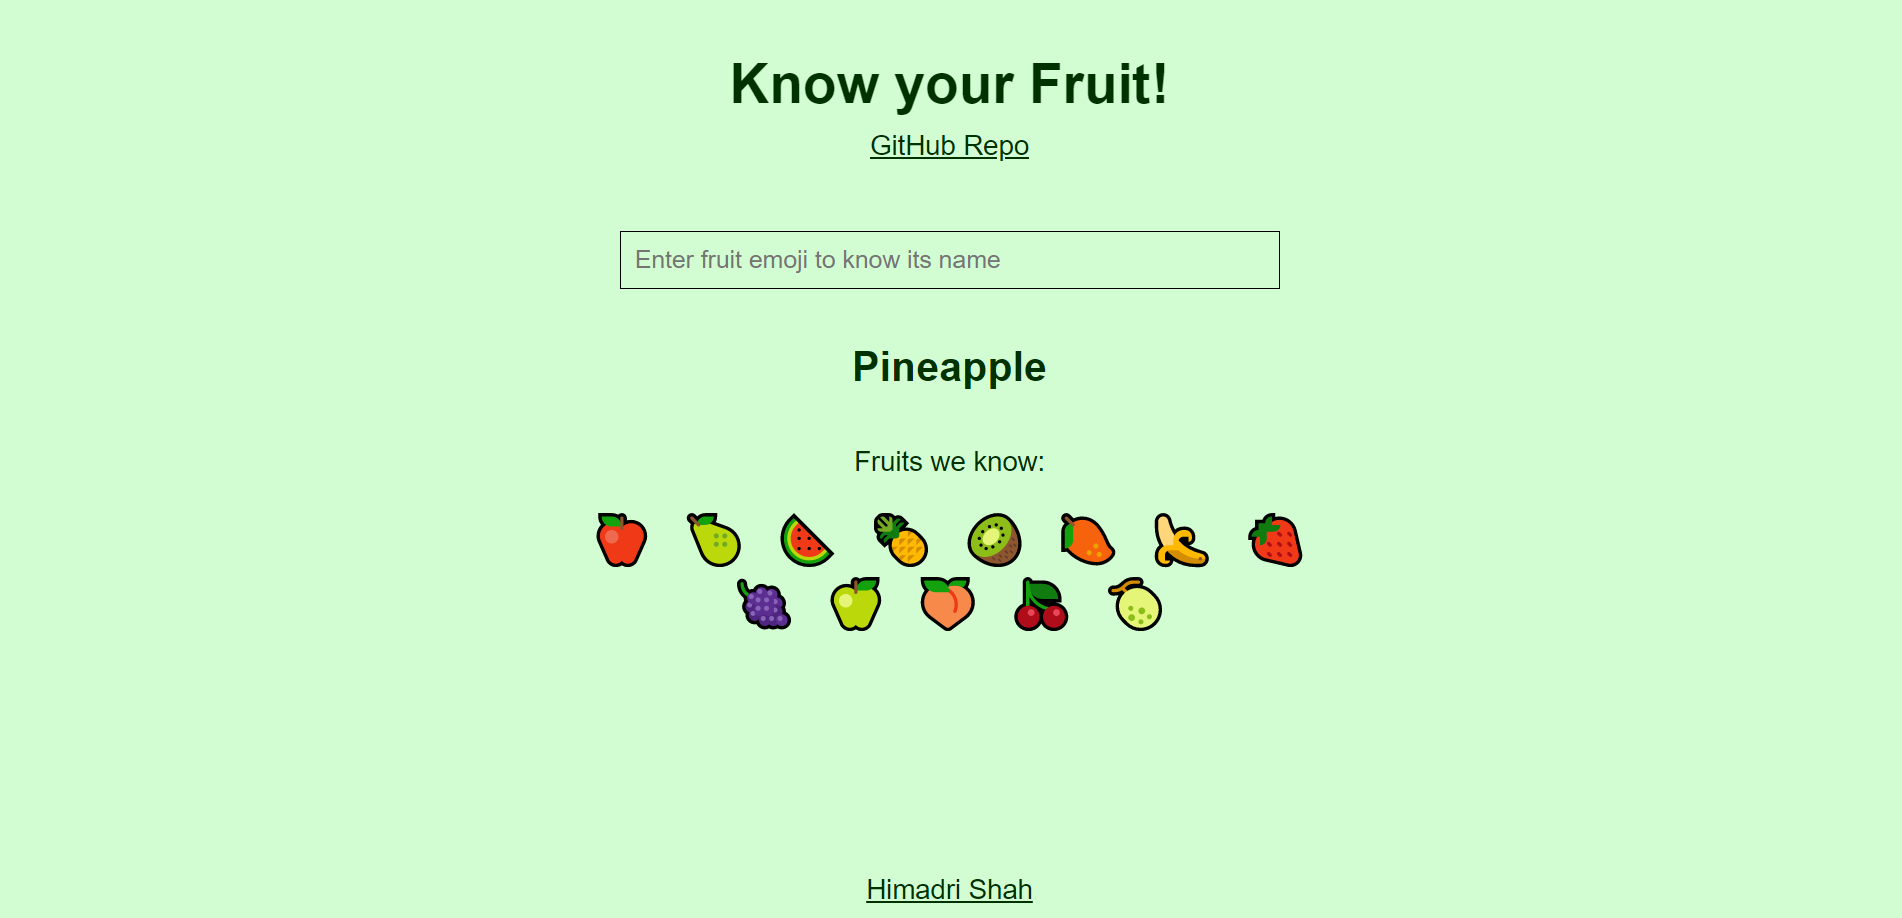 Know your Fruit!
GitHub Repo
Enter fruit emoji to know its name
Pineapple
Fruits we know:
Himadri Shah